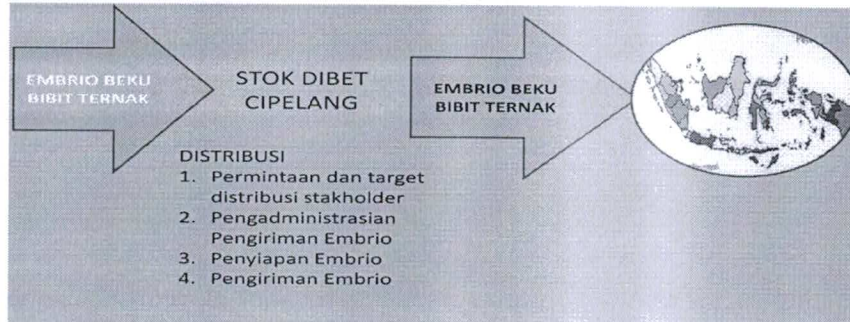 EMBRIO BEKU
BIBIT TERNAK
STOK DIBET
CIPELANG
EMBRIO BEKU
BIBIT TERNAK
DISTRIBUSI
1. Permintaan dan target
distribusi stakholder
2. Pengadministrasian
Pengiriman Embrio
3. Penyiapan Embrio
4. Pengiriman Embrio